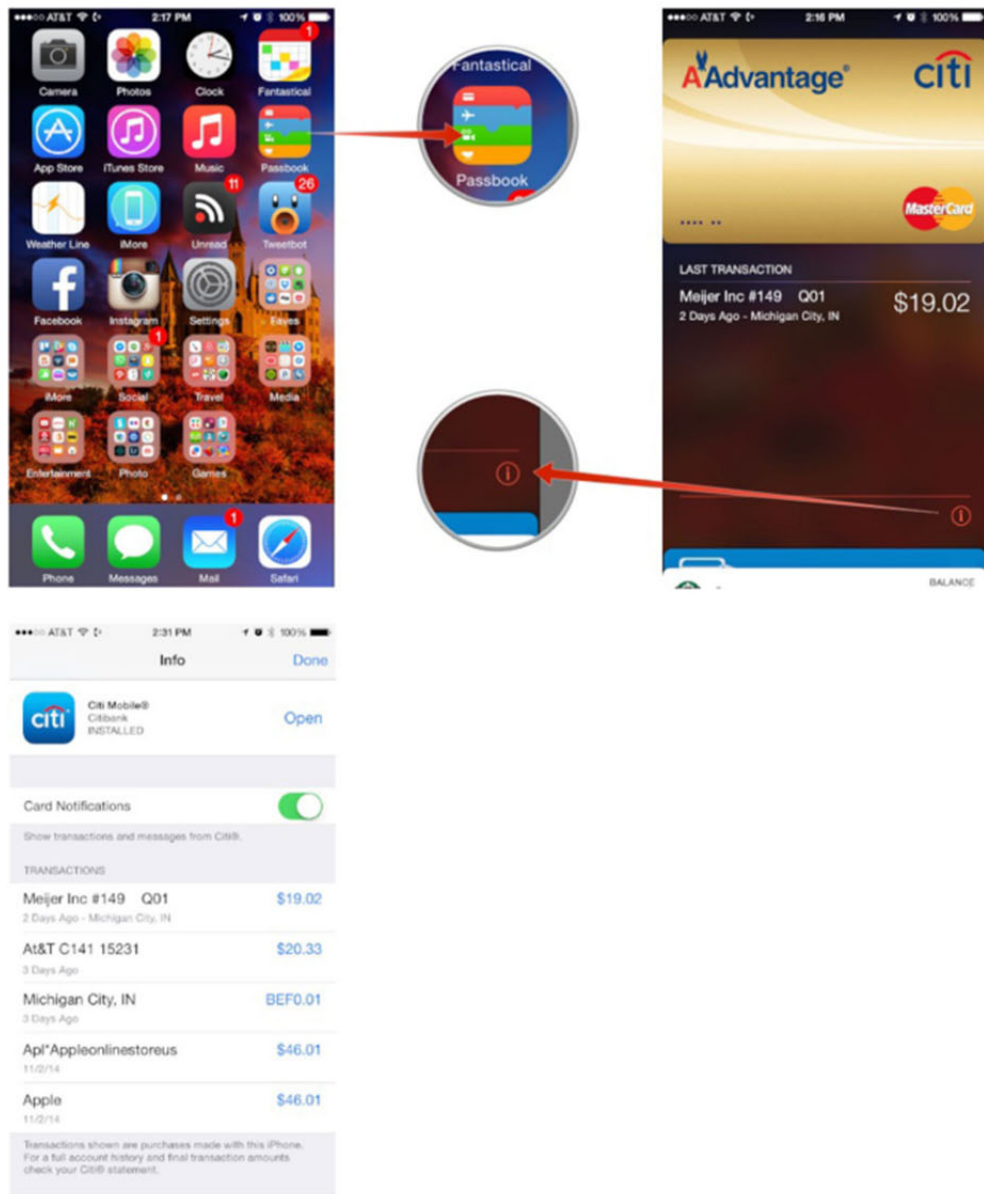 AT&T 2:17 PM 100%
1
Camera Photos Clock Fantastical
App Store iTunes Store Music Passbook
11 26
Weather Line iMore Unread Tweetbot
Facebook Instagram Settings Eaves
1
iMore Social Travel Media
Entertainment Photo Games
1
Phone Messages Mail Safari
Fantastical
Passbook
AT&T 2:16 PM 100%
AAdvantage® citi
MasterCard
•••• ••
LAST TRANSACTION
Meijer Inc #149 Q01 $19.02
2 Days Ago - Michigan City, IN
BALANCE
AT&T 2:31 PM 100%
Info Done
citi
Citi Mobile®
Citibank
INSTALLED
Open
Card Notifications
Show transactions and messages from Citi®.
TRANSACTIONS
Meijer Inc #149 Q01 $19.02
2 Days Ago - Michigan City, IN
At&T C141 15231 $20.33
3 Days Ago
Michigan City, IN BEF0.01
3 Days Ago
Apl*Appleonlinestoreus $46.01
11/2/14
Apple $46.01
11/2/14
Transactions shown are purchases made with this iPhone.
For a full account history and final transaction amounts
check your Citi® statement.